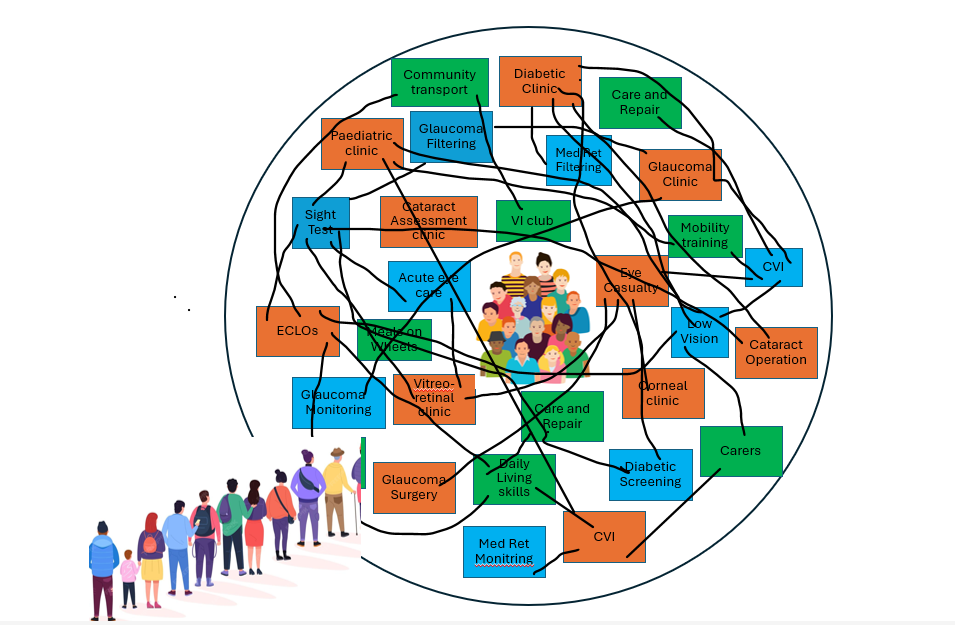 Community
transport
Diabetic
Clinic
Care and
Repair
Paediatric
clinic
Glaucoma
Filtering
Med Ret
Filtering
Glaucoma
Clinic
Sight
Test
Cataract
Assessment
clinic
VI club
Mobility
training
CVI
Acute eye
care
Eye
Casualty
ECLOs
Meals on
Wheels
Low
Vision
Cataract
Operation
Glaucoma
Monitoring
Vitreo-
retinal
clinic
Corneal
clinic
Care and
Repair
Carers
Glaucoma
Surgery
Daily
Living
skills
Diabetic
Screening
CVI
Med Ret
Monitring